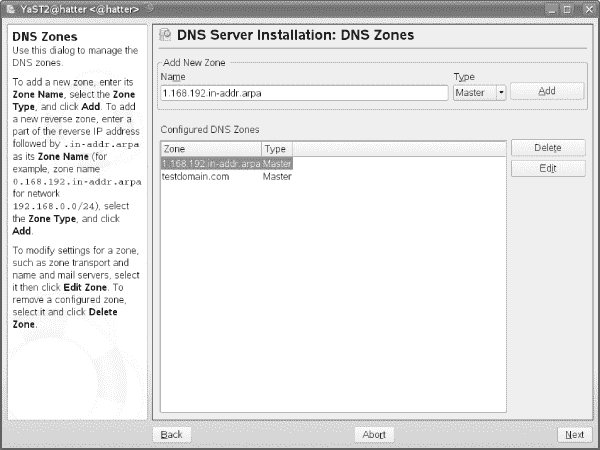 YaST2@hatter <@hatter>
DNS Zones
Use this dialog to manage the
DNS zones.
To add a new zone, enter its
Zone Name, select the Zone
Type, and click Add. To add
a new reverse zone, enter a
part of the reverse IP address
followed by .in-addr.arpa
as its Zone Name (for
example, zone name
0.168.192.in-addr.arpa
for network
192.168.0.0/24), select
the Zone Type, and click
Add.
To modify settings for a zone,
such as zone transport and
name and mail servers, select
it then click Edit Zone. To
remove a configured zone,
select it and click Delete
Zone.
DNS Server Installation: DNS Zones
Add New Zone
Name Type
1.168.192.in-addr.arpa Master Add
Configured DNS Zones
Zone Type
1.168.192.in-addr.arpa Master
testdomain.com Master
Delete
Edit
Back Abort Next